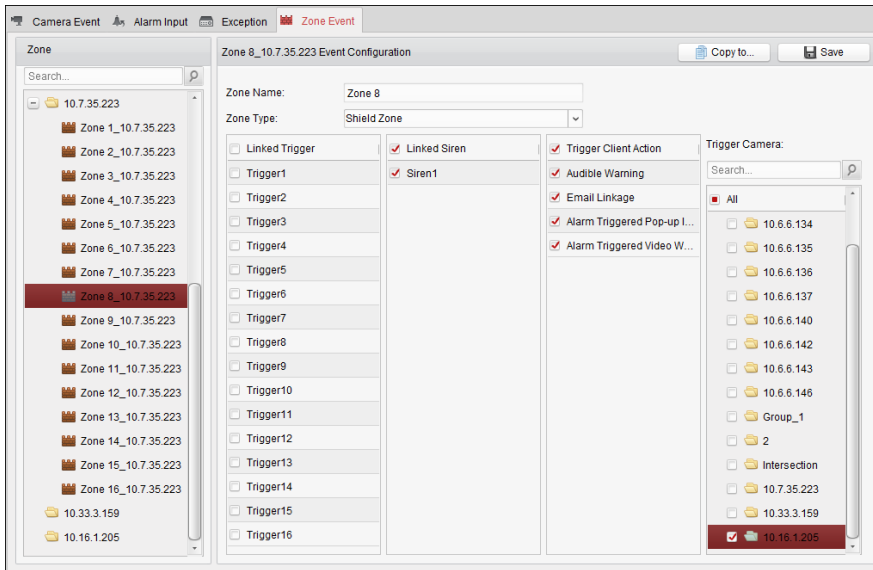 Camera Event Alarm Input Exception Zone Event
Zone
Search...
10.7.35.223
Zone 1_10.7.35.223
Zone 2_10.7.35.223
Zone 3_10.7.35.223
Zone 4_10.7.35.223
Zone 5_10.7.35.223
Zone 6_10.7.35.223
Zone 7_10.7.35.223
Zone 8_10.7.35.223
Zone 9_10.7.35.223
Zone 10_10.7.35.223
Zone 11_10.7.35.223
Zone 12_10.7.35.223
Zone 13_10.7.35.223
Zone 14_10.7.35.223
Zone 15_10.7.35.223
Zone 16_10.7.35.223
10.33.3.159
10.16.1.205
Zone 8_10.7.35.223 Event Configuration
Copy to... Save
Zone Name: Zone 8
Zone Type: Shield Zone
Linked Trigger
Trigger1
Trigger2
Trigger3
Trigger4
Trigger5
Trigger6
Trigger7
Trigger8
Trigger9
Trigger10
Trigger11
Trigger12
Trigger13
Trigger14
Trigger15
Trigger16
Linked Siren
Siren1
Trigger Client Action
Audible Warning
Email Linkage
Alarm Triggered Pop-up I...
Alarm Triggered Video W...
Trigger Camera:
Search...
All
10.6.6.134
10.6.6.135
10.6.6.136
10.6.6.137
10.6.6.140
10.6.6.142
10.6.6.143
10.6.6.146
Group_1
2
Intersection
10.7.35.223
10.33.3.159
10.16.1.205